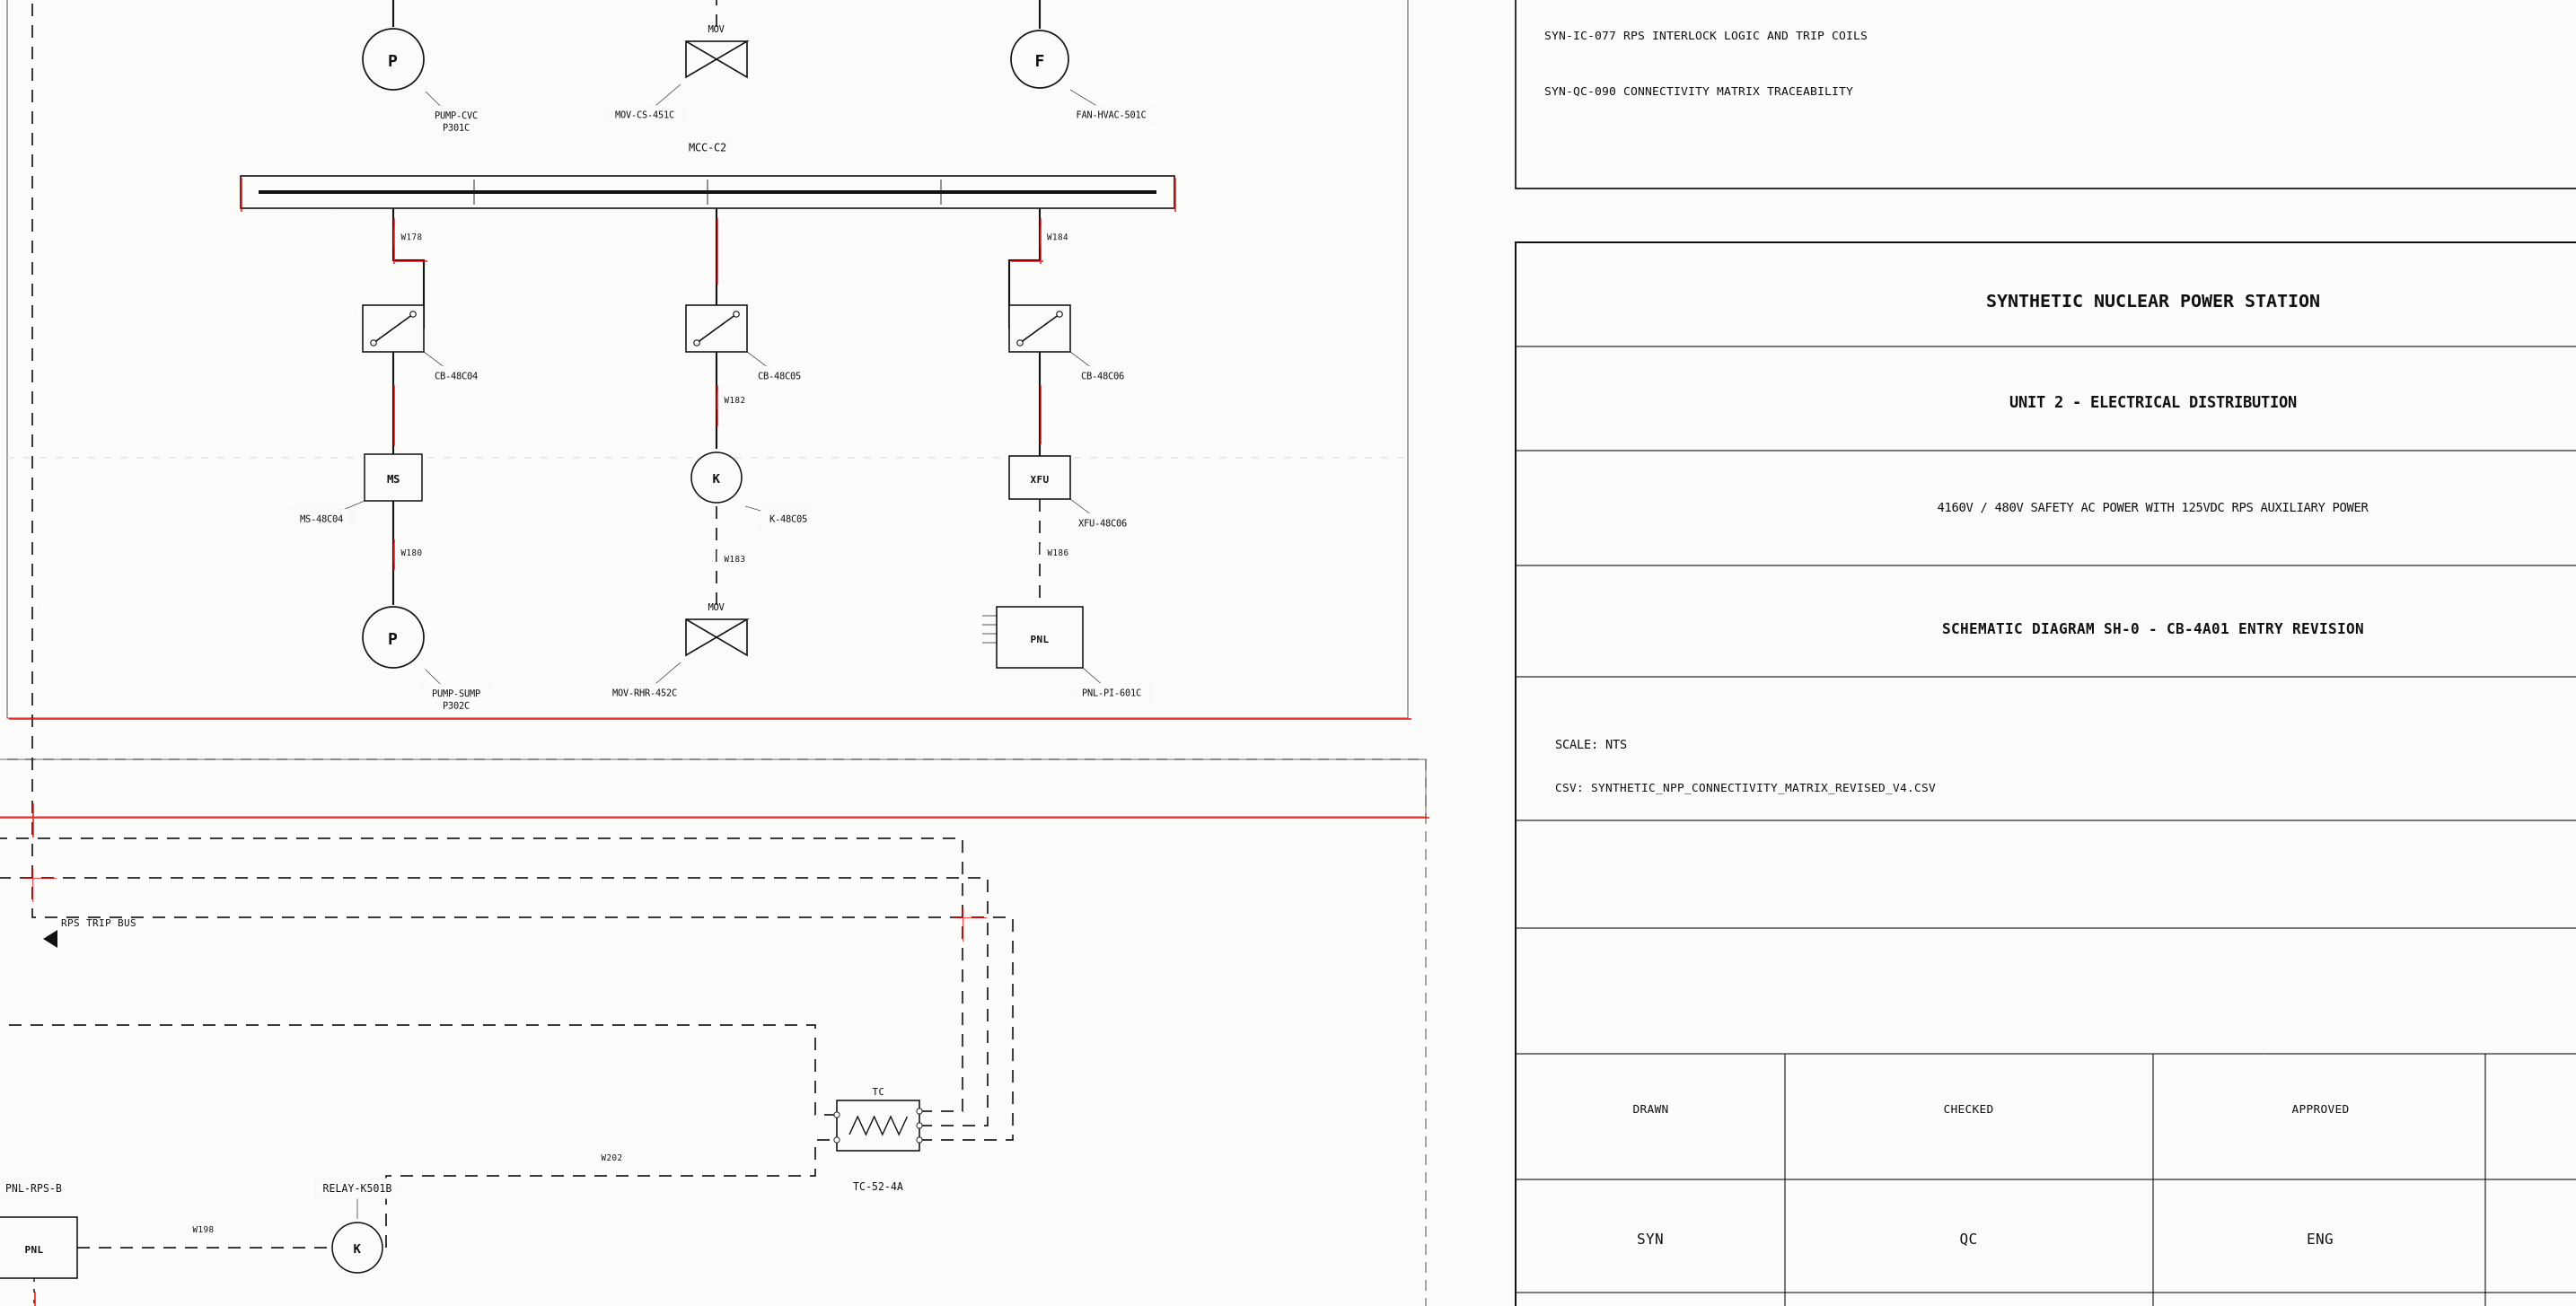 MOV
P
F
PUMP-CVC
P301C
MOV-CS-451C
FAN-HVAC-501C
MCC-C2
W178
W184
CB-48C04
CB-48C05
CB-48C06
W182
MS
K
XFU
MS-48C04
K-48C05
XFU-48C06
W180
W183
W186
MOV
P
PNL
PUMP-SUMP
P302C
MOV-RHR-452C
PNL-PI-601C
RPS TRIP BUS
TC
W202
TC-52-4A
PNL-RPS-B
RELAY-K501B
W198
PNL
K
SYN-IC-077 RPS INTERLOCK LOGIC AND TRIP COILS
SYN-QC-090 CONNECTIVITY MATRIX TRACEABILITY
SYNTHETIC NUCLEAR POWER STATION
UNIT 2 - ELECTRICAL DISTRIBUTION
4160V / 480V SAFETY AC POWER WITH 125VDC RPS AUXILIARY POWER
SCHEMATIC DIAGRAM SH-0 - CB-4A01 ENTRY REVISION
SCALE: NTS
CSV: SYNTHETIC_NPP_CONNECTIVITY_MATRIX_REVISED_V4.CSV
DRAWN
CHECKED
APPROVED
SYN
QC
ENG